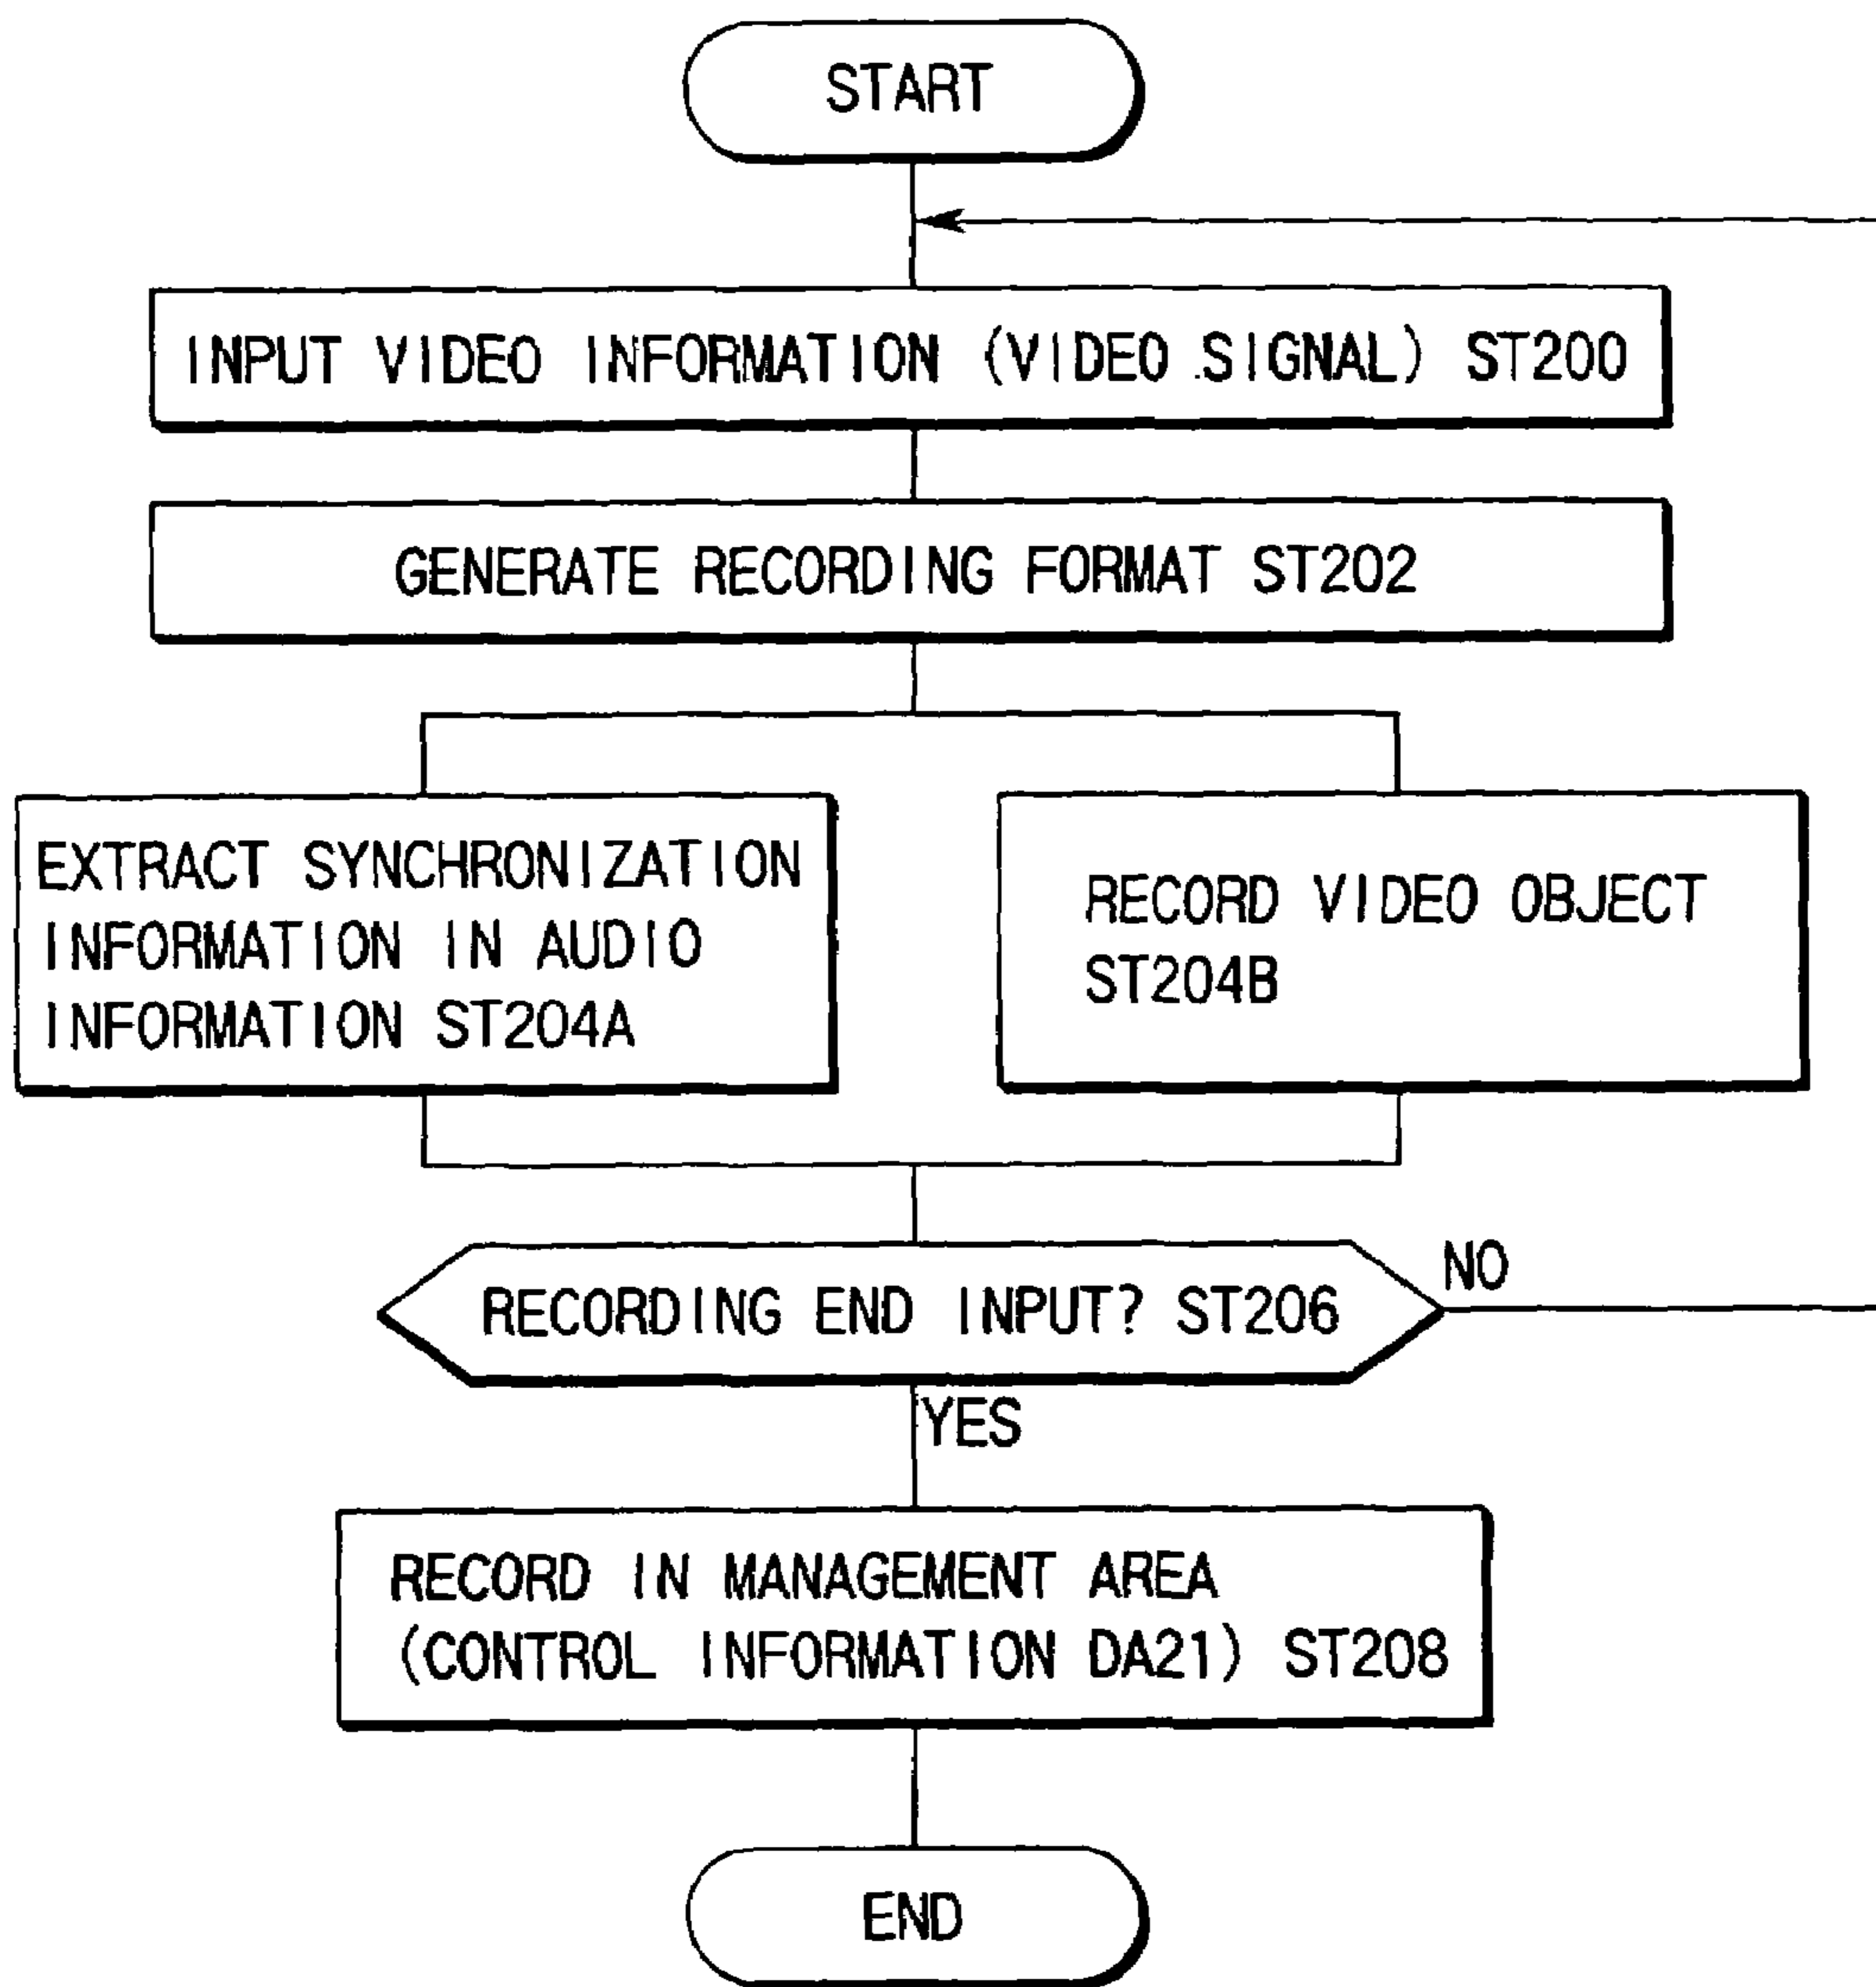 START
INPUT VIDEO INFORMATION (VIDEO SIGNAL) ST200
GENERATE RECORDING FORMAT ST202
EXTRACT SYNCHRONIZATION
INFORMATION IN AUDIO
INFORMATION ST204A
RECORD VIDEO OBJECT
ST204B
RECORDING END INPUT? ST206
NO
YES
RECORD IN MANAGEMENT AREA
(CONTROL INFORMATION DA21) ST208
END